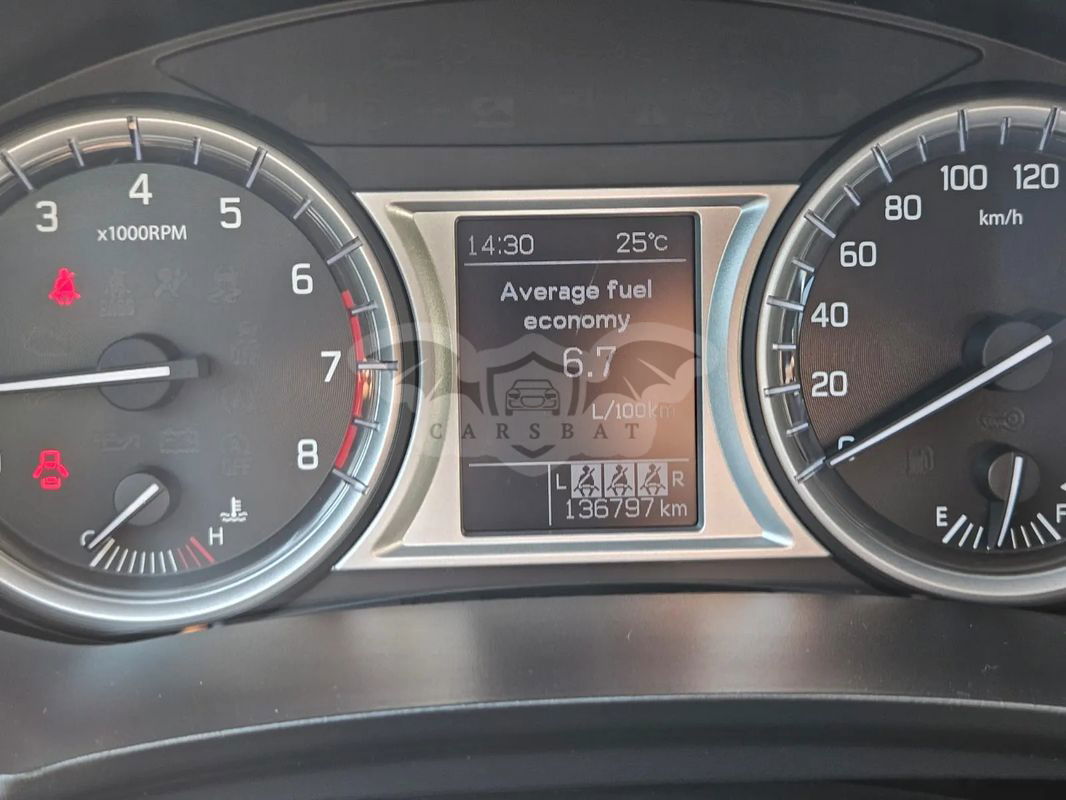 3
4
5
6
7
8
x1000RPM
C
H
14:30 25°C
Average fuel
economy
6.7
L/100km
CARSBAT
L R
136797 km
0
20
40
60
80
100
120
km/h
E
F